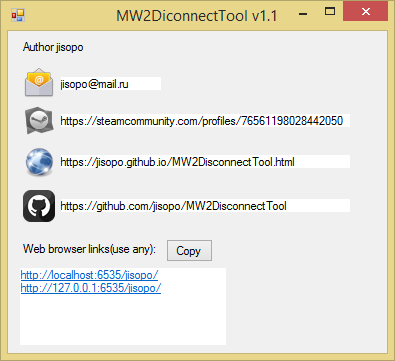 MW2DiconnectTool v1.1
Author jisopo
jisopo@mail.ru
https://steamcommunity.com/profiles/76561198028442050
https://jisopo.github.io/MW2DisconnectTool.html
https://github.com/jisopo/MW2DisconnectTool
Web browser links(use any): Copy
http://localhost:6535/jisopo/
http://127.0.0.1:6535/jisopo/